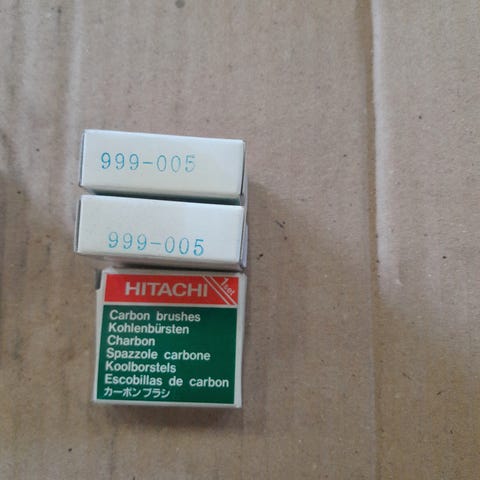 999-005
999-005
HITACHI
1set
Carbon brushes
Kohlenbürsten
Charbon
Spazzole carbone
Koolborstels
Escobillas de carbon
カーボンブラシ